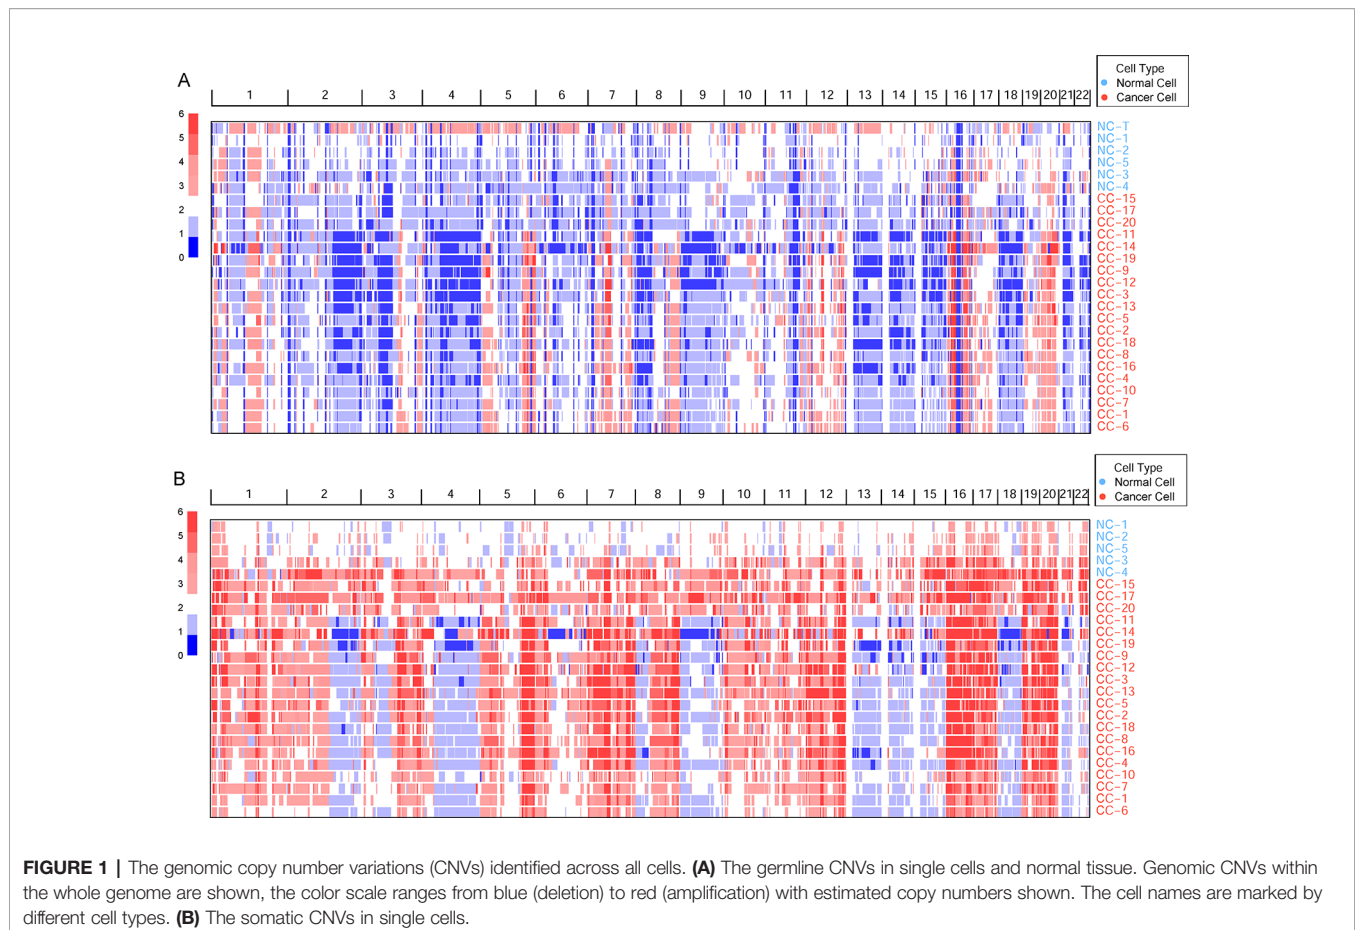 A
Cell Type
Normal Cell
Cancer Cell
1 2 3 4 5 6 7 8 9 10 11 12 13 14 15 16 17 18 19 20 21 22
6
5
4
3
2
1
0
NC-T
NC-1
NC-2
NC-5
NC-3
NC-4
CC-15
CC-17
CC-20
CC-11
CC-14
CC-19
CC-9
CC-12
CC-3
CC-13
CC-5
CC-2
CC-18
CC-8
CC-16
CC-4
CC-10
CC-7
CC-1
CC-6
B
Cell Type
Normal Cell
Cancer Cell
1 2 3 4 5 6 7 8 9 10 11 12 13 14 15 16 17 18 19 20 21 22
6
5
4
3
2
1
0
NC-1
NC-2
NC-5
NC-3
NC-4
CC-15
CC-17
CC-20
CC-11
CC-14
CC-19
CC-9
CC-12
CC-3
CC-13
CC-5
CC-2
CC-18
CC-8
CC-16
CC-4
CC-10
CC-7
CC-1
CC-6
FIGURE 1 | The genomic copy number variations (CNVs) identified across all cells. (A) The germline CNVs in single cells and normal tissue. Genomic CNVs within
the whole genome are shown, the color scale ranges from blue (deletion) to red (amplification) with estimated copy numbers shown. The cell names are marked by
different cell types. (B) The somatic CNVs in single cells.